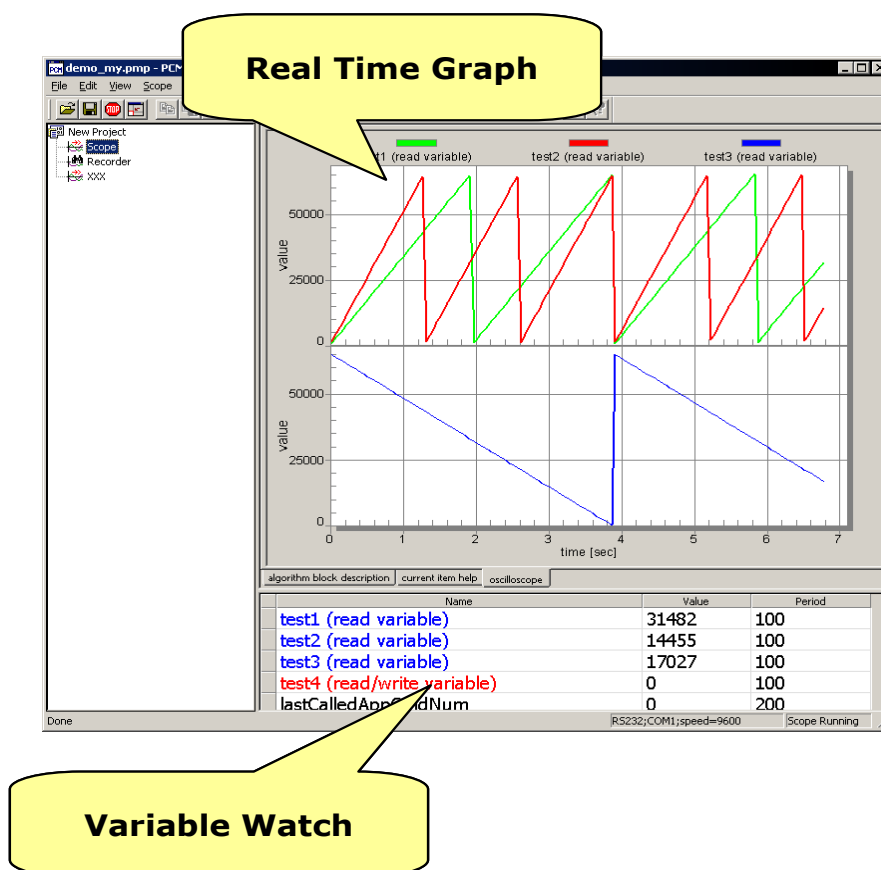 Real Time Graph
demo_my.pmp - PCM
File Edit View Scope
STOP
New Project
Scope
Recorder
XXX
(read variable) test2 (read variable) test3 (read variable)
50000
25000
0
value
50000
25000
0
value
0 1 2 3 4 5 6 7
time [sec]
algorithm block description current item help oscilloscope
Name Value Period
test1 (read variable) 31482 100
test2 (read variable) 14455 100
test3 (read variable) 17027 100
test4 (read/write variable) 0 100
0 200
Done RS232;COM1;speed=9600 Scope Running
Variable Watch